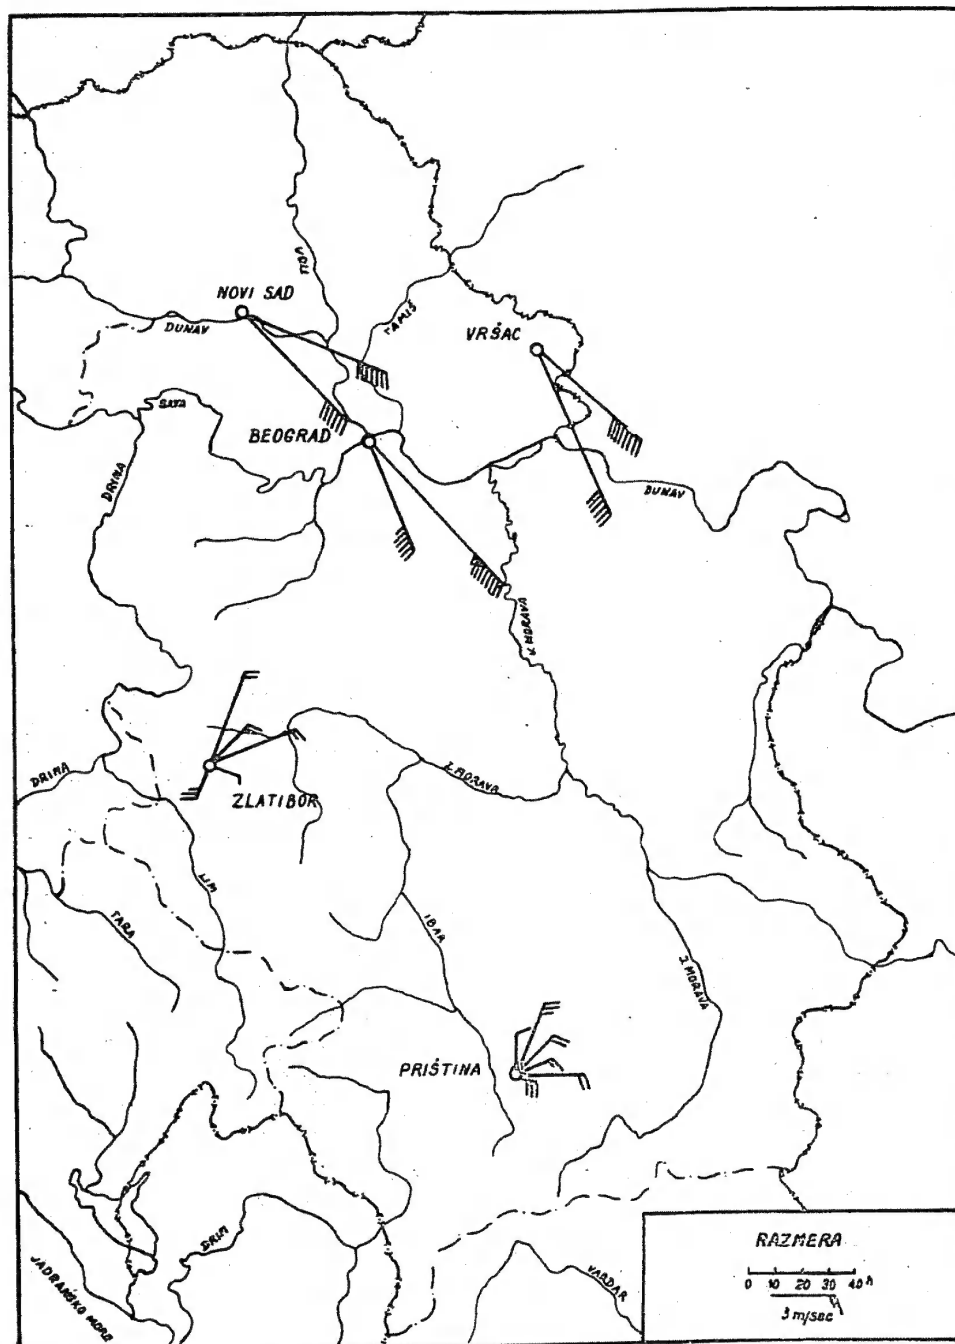 TISA
NOVI SAD
DUNAV
TAMIŠ
VRŠAC
SAVA
BEOGRAD
DRINA
DUNAV
V. MORAVA
DRINA
ZLATIBOR
Z. MORAVA
LIM
TARA
IBAR
J. MORAVA
PRIŠTINA
DRIM
JADRANSKO MORE
VARDAR
RAZMERA
0 10 20 30 40 h
3 m/sec